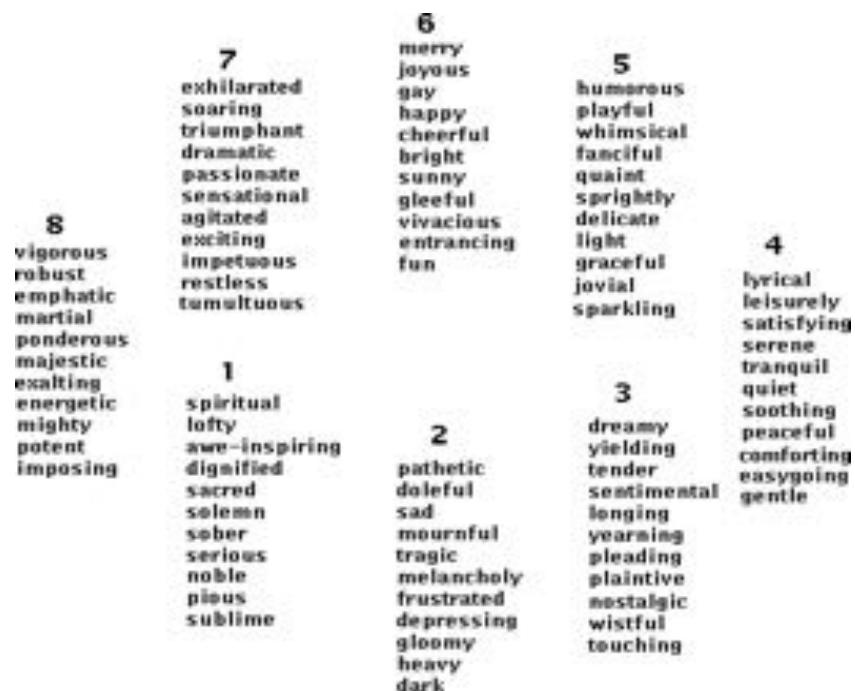 6
merry
joyous
gay
happy
cheerful
bright
sunny
gleeful
vivacious
entrancing
fun
7
exhilarated
soaring
triumphant
dramatic
passionate
sensational
agitated
exciting
impetuous
restless
tumultuous
5
humorous
playful
whimsical
fanciful
quaint
sprightly
delicate
light
graceful
jovial
sparkling
8
vigorous
robust
emphatic
martial
ponderous
majestic
exalting
energetic
mighty
potent
imposing
4
lyrical
leisurely
satisfying
serene
tranquil
quiet
soothing
peaceful
comforting
easygoing
gentle
1
spiritual
lofty
awe-inspiring
dignified
sacred
solemn
sober
serious
noble
pious
sublime
2
pathetic
doleful
sad
mournful
tragic
melancholy
frustrated
depressing
gloomy
heavy
dark
3
dreamy
yielding
tender
sentimental
longing
yearning
pleading
plaintive
nostalgic
wistful
touching